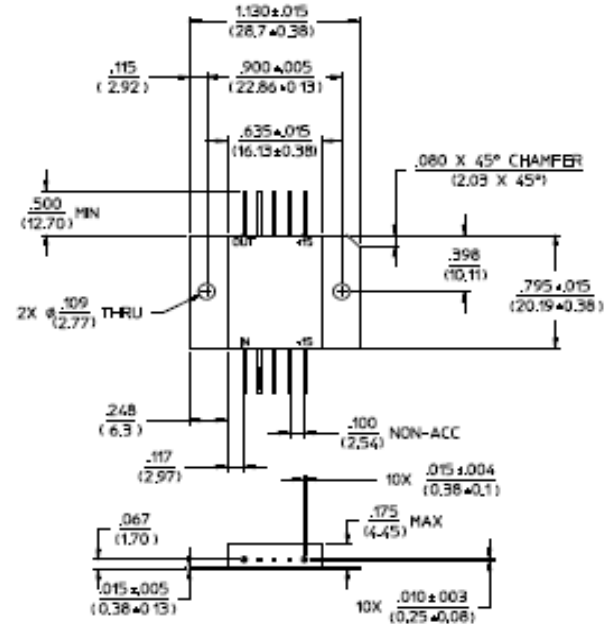 1.130±.015
(28.7±0.38)
.115
(2.92)
.900±.005
(22.86±0.13)
.635±.015
(16.13±0.38)
.080 X 45° CHAMFER
(2.03 X 45°)
.500 MIN
(12.70)
OUT +15
.398
(10.11)
.795±.015
(20.19±0.38)
2X ø.109 THRU
(2.77)
IN +15
.248
(6.3)
.100 NON-ACC
(2.54)
.117
(2.97)
10X .015±.004
(0.38±0.1)
.175 MAX
(4.45)
.067
(1.70)
.015±.005
(0.38±0.13)
10X .010±003
(0.25±0.08)